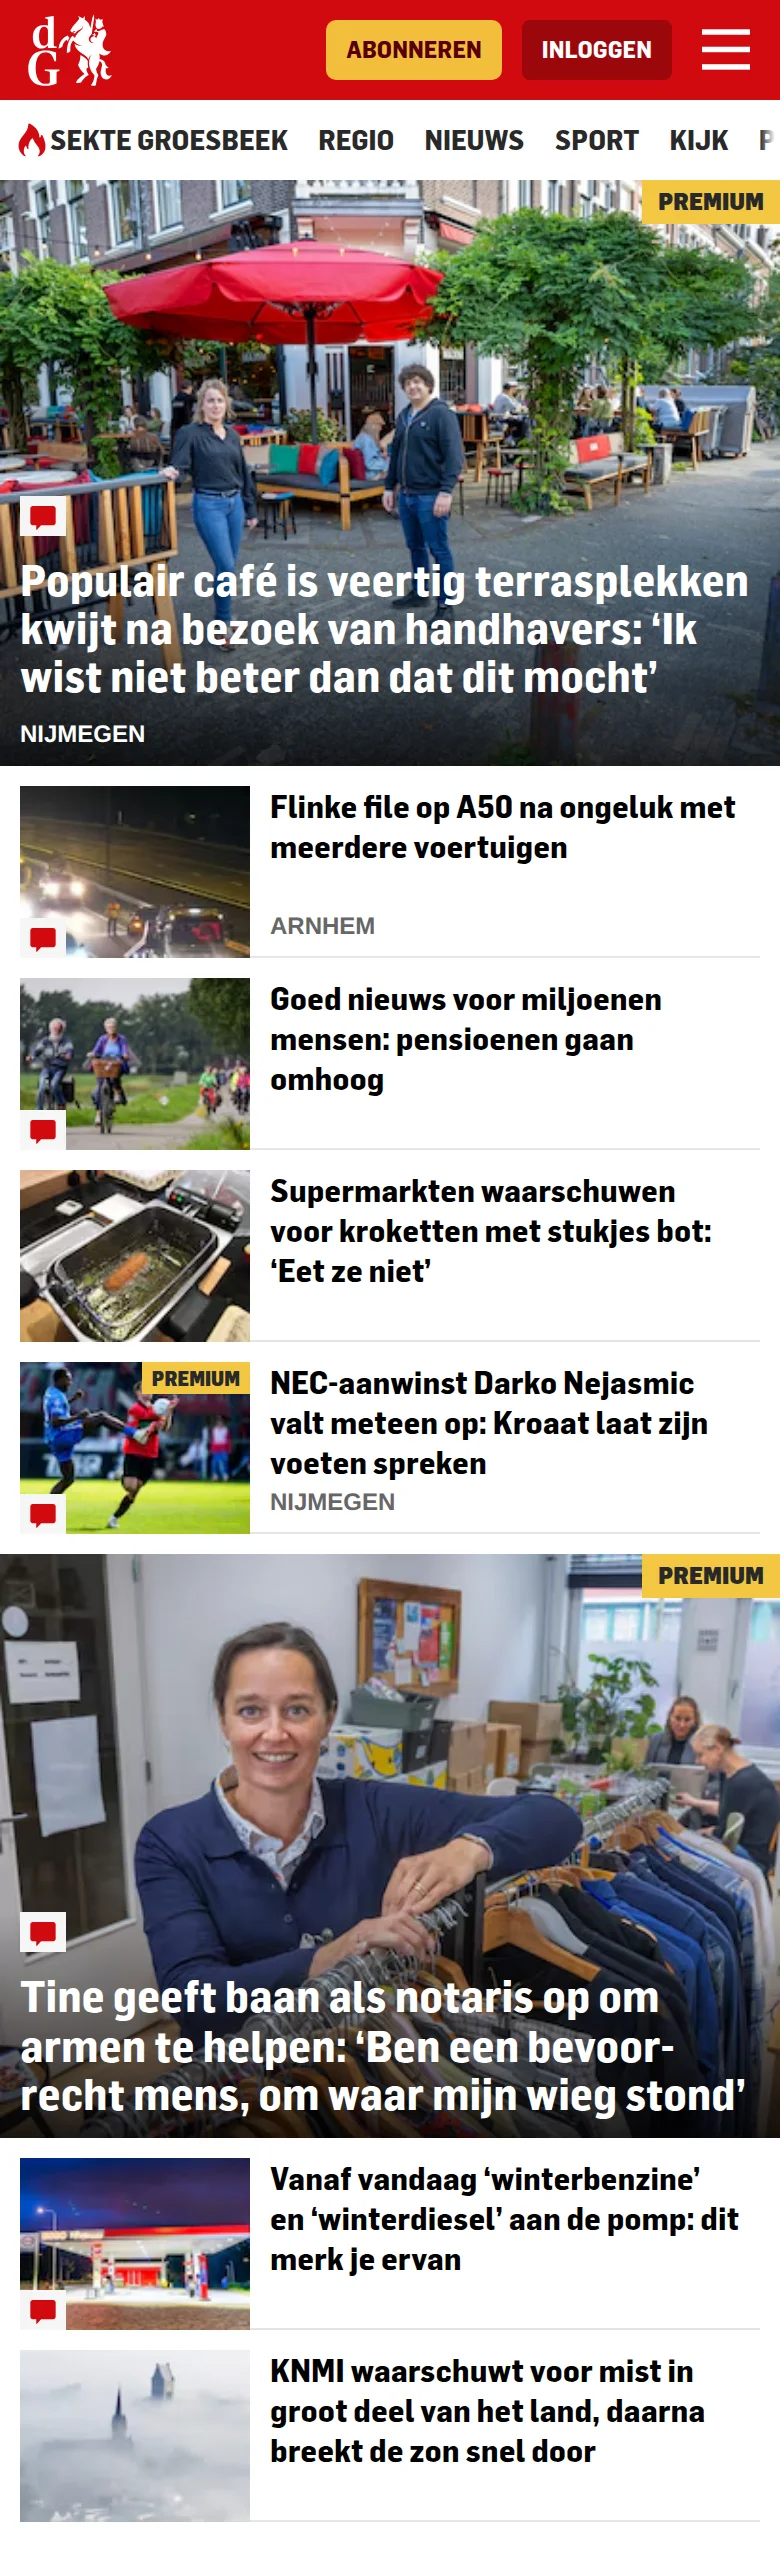 dG
ABONNEREN
INLOGGEN
SEKTE GROESBEEK
REGIO
NIEUWS
SPORT
KIJK
P
PREMIUM
Populair café is veertig terrasplekken
kwijt na bezoek van handhavers: ‘Ik
wist niet beter dan dat dit mocht’
NIJMEGEN
Flinke file op A50 na ongeluk met
meerdere voertuigen
ARNHEM
Goed nieuws voor miljoenen
mensen: pensioenen gaan
omhoog
Supermarkten waarschuwen
voor kroketten met stukjes bot:
‘Eet ze niet’
PREMIUM
NEC-aanwinst Darko Nejasmic
valt meteen op: Kroaat laat zijn
voeten spreken
NIJMEGEN
PREMIUM
Tine geeft baan als notaris op om
armen te helpen: ‘Ben een bevoor-
recht mens, om waar mijn wieg stond’
Vanaf vandaag ‘winterbenzine’
en ‘winterdiesel’ aan de pomp: dit
merk je ervan
KNMI waarschuwt voor mist in
groot deel van het land, daarna
breekt de zon snel door